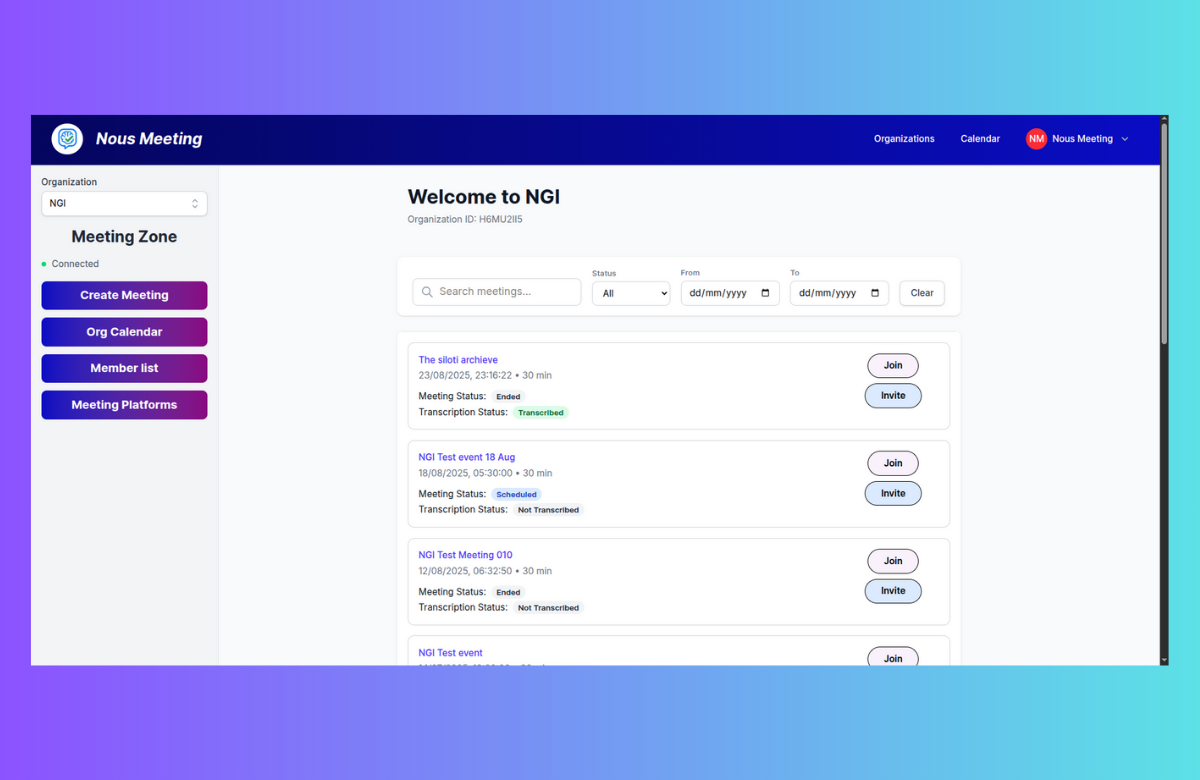 Nous Meeting
Organizations
Calendar
NM
Nous Meeting
Organization
NGI
Meeting Zone
Connected
Create Meeting
Org Calendar
Member list
Meeting Platforms
Welcome to NGI
Organization ID: H6MU2II5
Search meetings...
Status
All
From
dd/mm/yyyy
To
dd/mm/yyyy
Clear
The siloti archieve
23/08/2025, 23:16:22 • 30 min
Meeting Status: Ended
Transcription Status: Transcribed
Join
Invite
NGI Test event 18 Aug
18/08/2025, 05:30:00 • 30 min
Meeting Status: Scheduled
Transcription Status: Not Transcribed
Join
Invite
NGI Test Meeting 010
12/08/2025, 06:32:50 • 30 min
Meeting Status: Ended
Transcription Status: Not Transcribed
Join
Invite
NGI Test event
Join